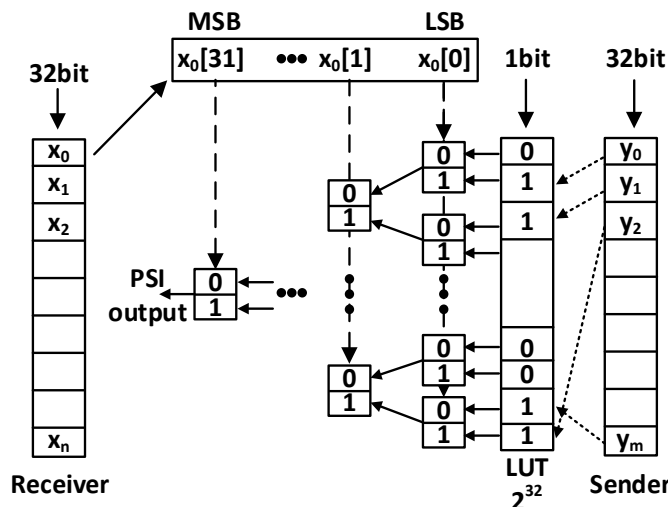 MSB LSB
x0[31] ••• x0[1] x0[0]
32bit 1bit 32bit
x0
x1
x2
xn
Receiver
PSI
output
0
1
•••
0
1
0
1
0
1
0
1
0
1
0
1
0
1
1
0
0
1
1
LUT
2^32
y0
y1
y2
ym
Sender